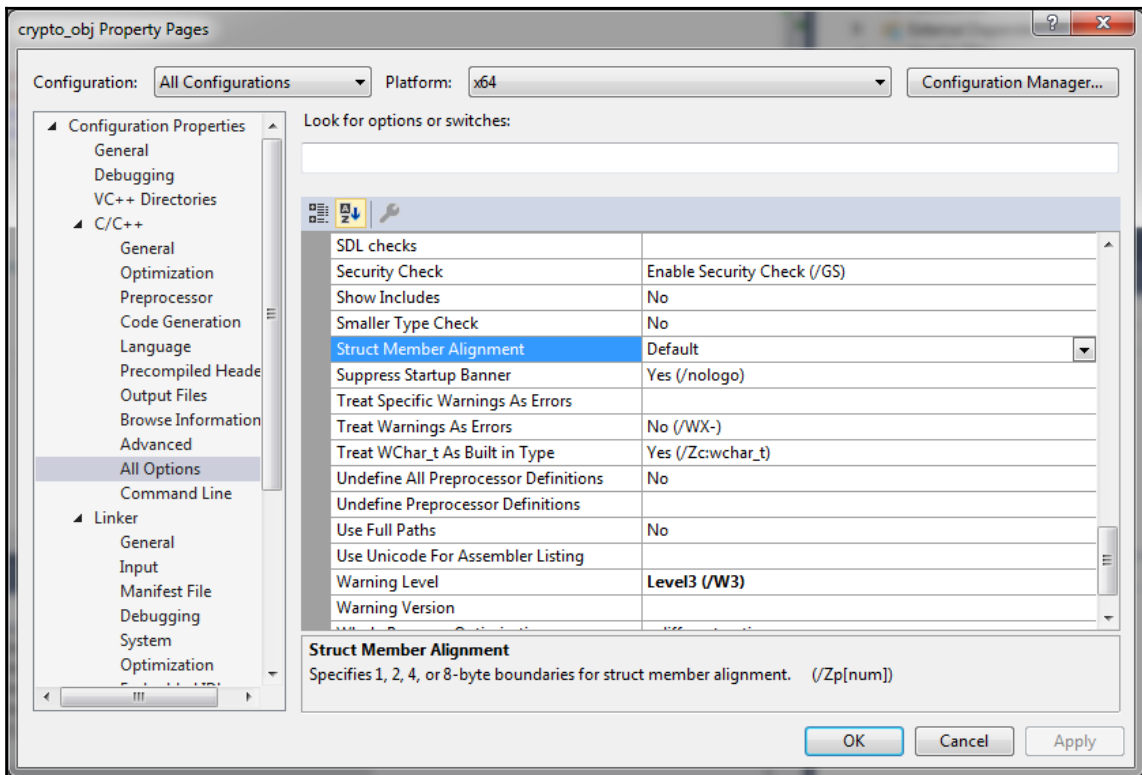 crypto_obj Property Pages
Configuration: All Configurations Platform: x64 Configuration Manager...
Configuration Properties
General
Debugging
VC++ Directories
C/C++
General
Optimization
Preprocessor
Code Generation
Language
Precompiled Heade
Output Files
Browse Information
Advanced
All Options
Command Line
Linker
General
Input
Manifest File
Debugging
System
Optimization
Look for options or switches:
SDL checks
Security Check Enable Security Check (/GS)
Show Includes No
Smaller Type Check No
Struct Member Alignment Default
Suppress Startup Banner Yes (/nologo)
Treat Specific Warnings As Errors
Treat Warnings As Errors No (/WX-)
Treat WChar_t As Built in Type Yes (/Zc:wchar_t)
Undefine All Preprocessor Definitions No
Undefine Preprocessor Definitions
Use Full Paths No
Use Unicode For Assembler Listing
Warning Level Level3 (/W3)
Warning Version
Struct Member Alignment
Specifies 1, 2, 4, or 8-byte boundaries for struct member alignment. (/Zp[num])
OK Cancel Apply